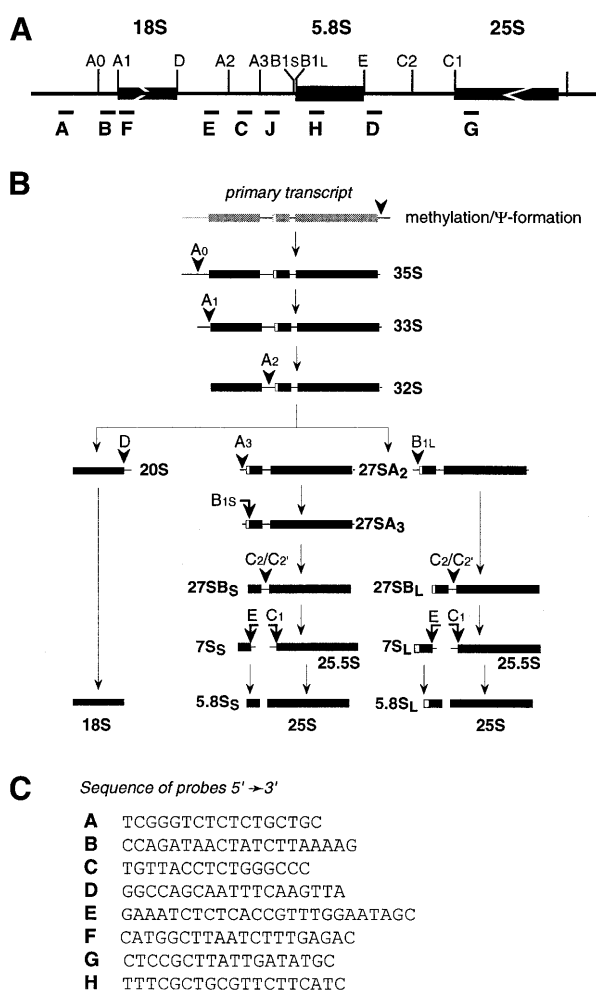 A
18S 5.8S 25S
A0 A1 D A2 A3 B1S B1L E C2 C1
A B F E C J H D G
B
primary transcript
methylation/Ψ-formation
A0
35S
A1
33S
A2
32S
D A3 B1L
20S 27SA2
B1S
27SA3
C2/C2' C2/C2'
27SBS 27SBL
E C1 E C1
7SS 7SL
25.5S 25.5S
5.8SS 5.8SL
18S 25S 25S
C
Sequence of probes 5' → 3'
A TCGGGTCTCTCTGCTGC
B CCAGATAACTATCTTAAAAG
C TGTTACCTCTGGGCCC
D GGCCAGCAATTTCAAGTTA
E GAAATCTCTCACCGTTTGGAATAGC
F CATGGCTTAATCTTTGAGAC
G CTCCGCTTATTGATATGC
H TTTCGCTGCGTTCTTCATC